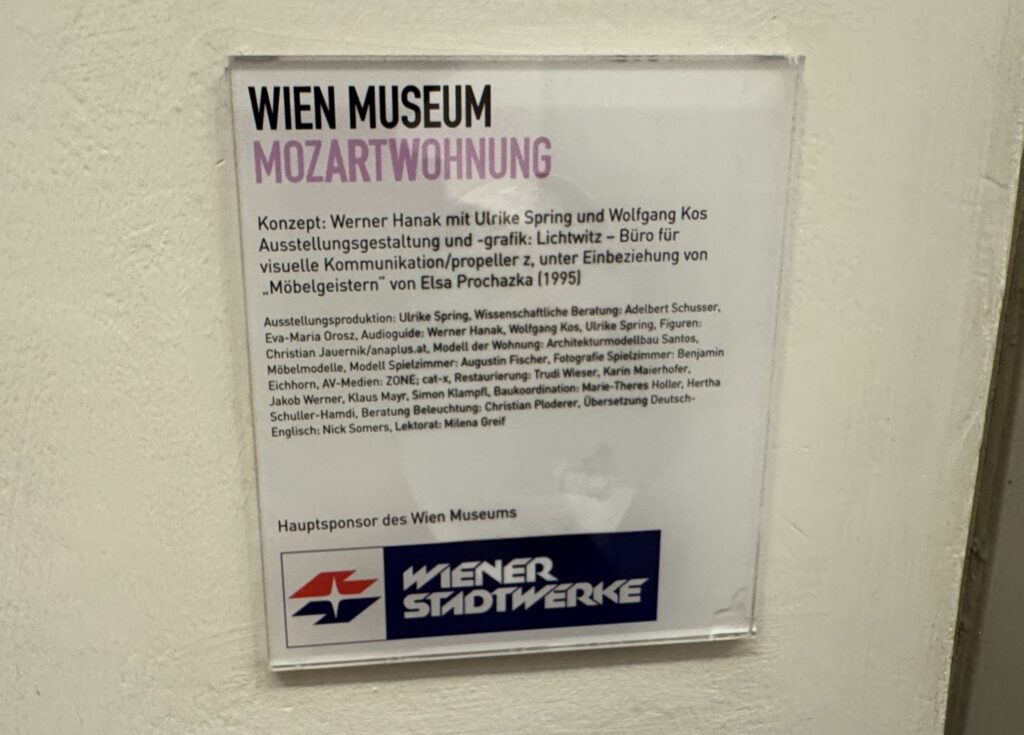 WIEN MUSEUM
MOZARTWOHNUNG
Konzept: Werner Hanak mit Ulrike Spring und Wolfgang Kos
Ausstellungsgestaltung und -grafik: Lichtwitz – Büro für
visuelle Kommunikation/propeller z, unter Einbeziehung von
„Möbelgeistern“ von Elsa Prochazka (1995)
Ausstellungsproduktion: Ulrike Spring, Wissenschaftliche Beratung: Adelbert Schusser,
Eva-Maria Orosz, Audioguide: Werner Hanak, Wolfgang Kos, Ulrike Spring, Figuren:
Christian Jauernik/anaplus.at, Modell der Wohnung: Architekturmodellbau Santos,
Möbelmodelle, Modell Spielzimmer: Augustin Fischer, Fotografie Spielzimmer: Benjamin
Eichhorn, AV-Medien: ZONE; cat-x, Restaurierung: Trudi Wieser, Karin Maierhofer,
Jakob Werner, Klaus Mayr, Simon Klampfl, Baukoordination: Marie-Theres Holler, Hertha
Schuller-Hamdi, Beratung Beleuchtung: Christian Ploderer, Übersetzung Deutsch-
Englisch: Nick Somers, Lektorat: Milena Greif
Hauptsponsor des Wien Museums
WIENER
STADTWERKE